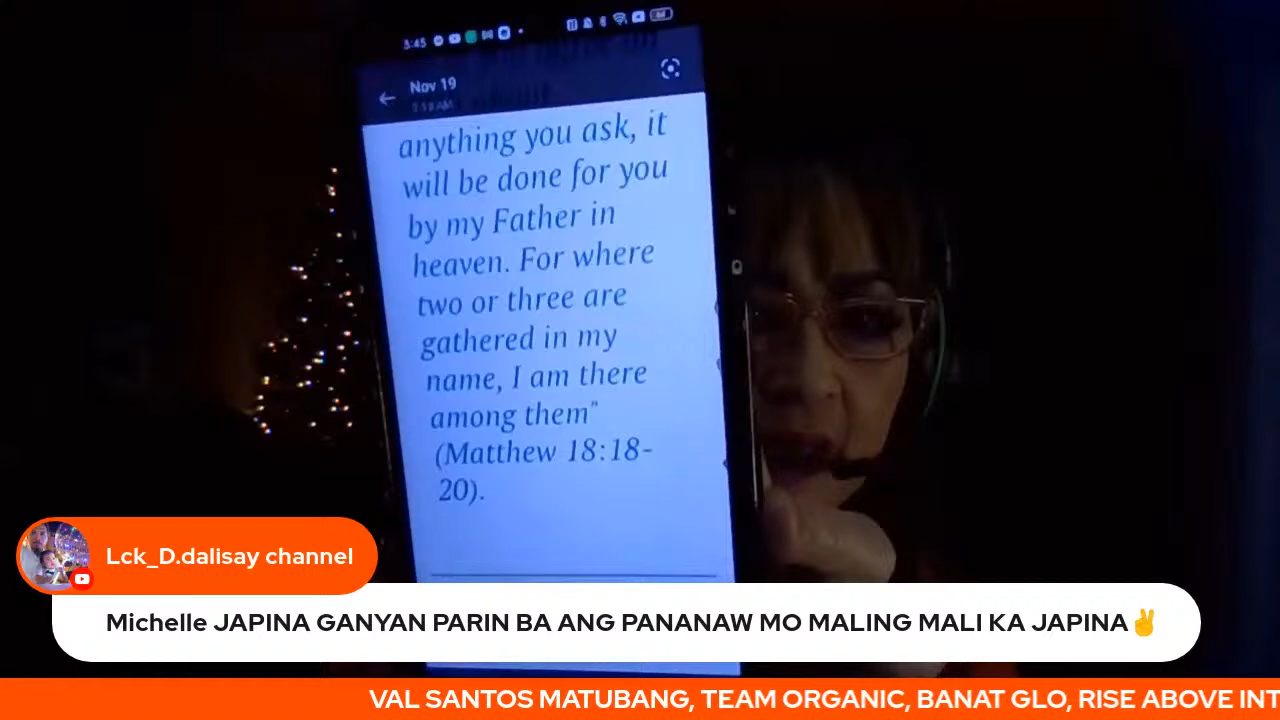 3:45
Nov 19
anything you ask, it
will be done for you
by my Father in
heaven. For where
two or three are
gathered in my
name, I am there
among them"
(Matthew 18:18-
20).
Lck_D.dalisay channel
Michelle JAPINA GANYAN PARIN BA ANG PANANAW MO MALING MALI KA JAPINA✌
VAL SANTOS MATUBANG, TEAM ORGANIC, BANAT GLO, RISE ABOVE INT